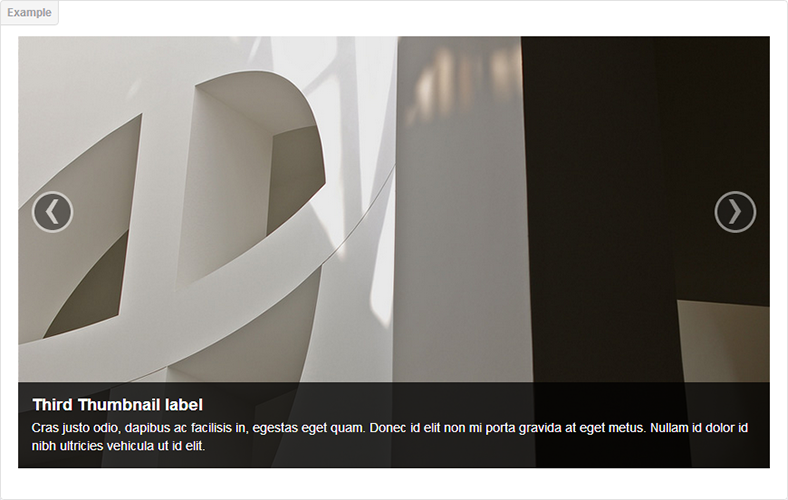 Example
Third Thumbnail label
Cras justo odio, dapibus ac facilisis in, egestas eget quam. Donec id elit non mi porta gravida at eget metus. Nullam id dolor id
nibh ultricies vehicula ut id elit.